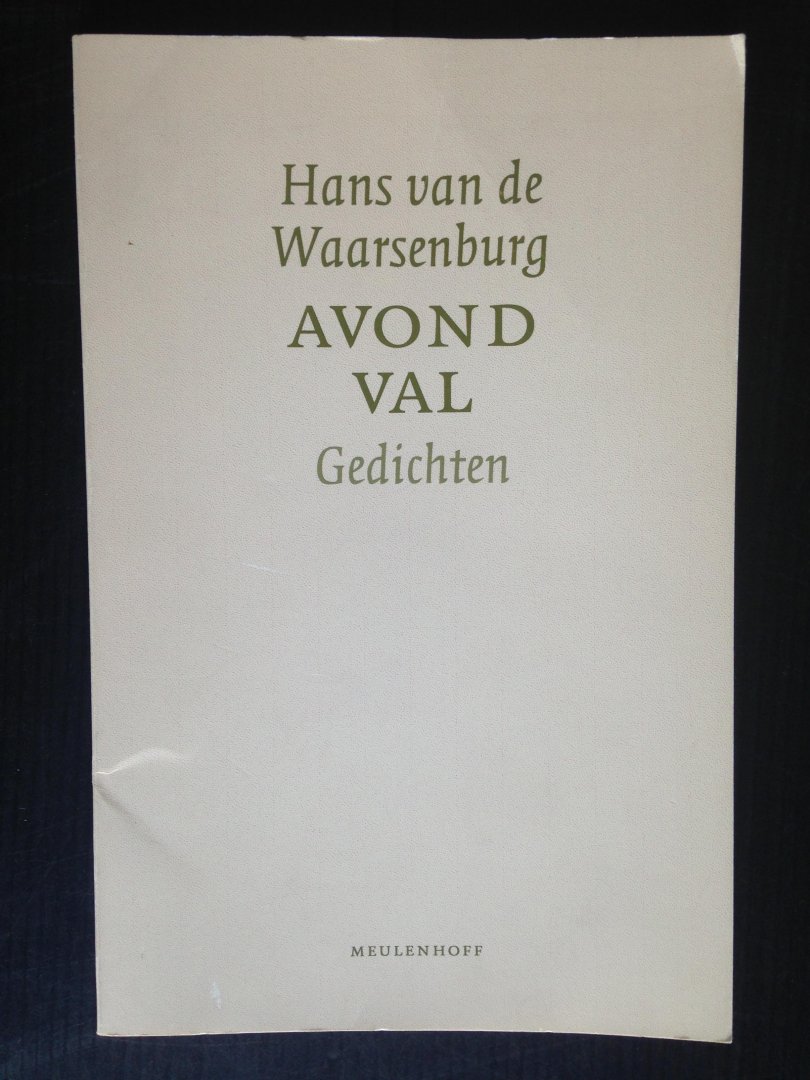 Hans van de
Waarsenburg
AVOND
VAL
Gedichten
MEULENHOFF